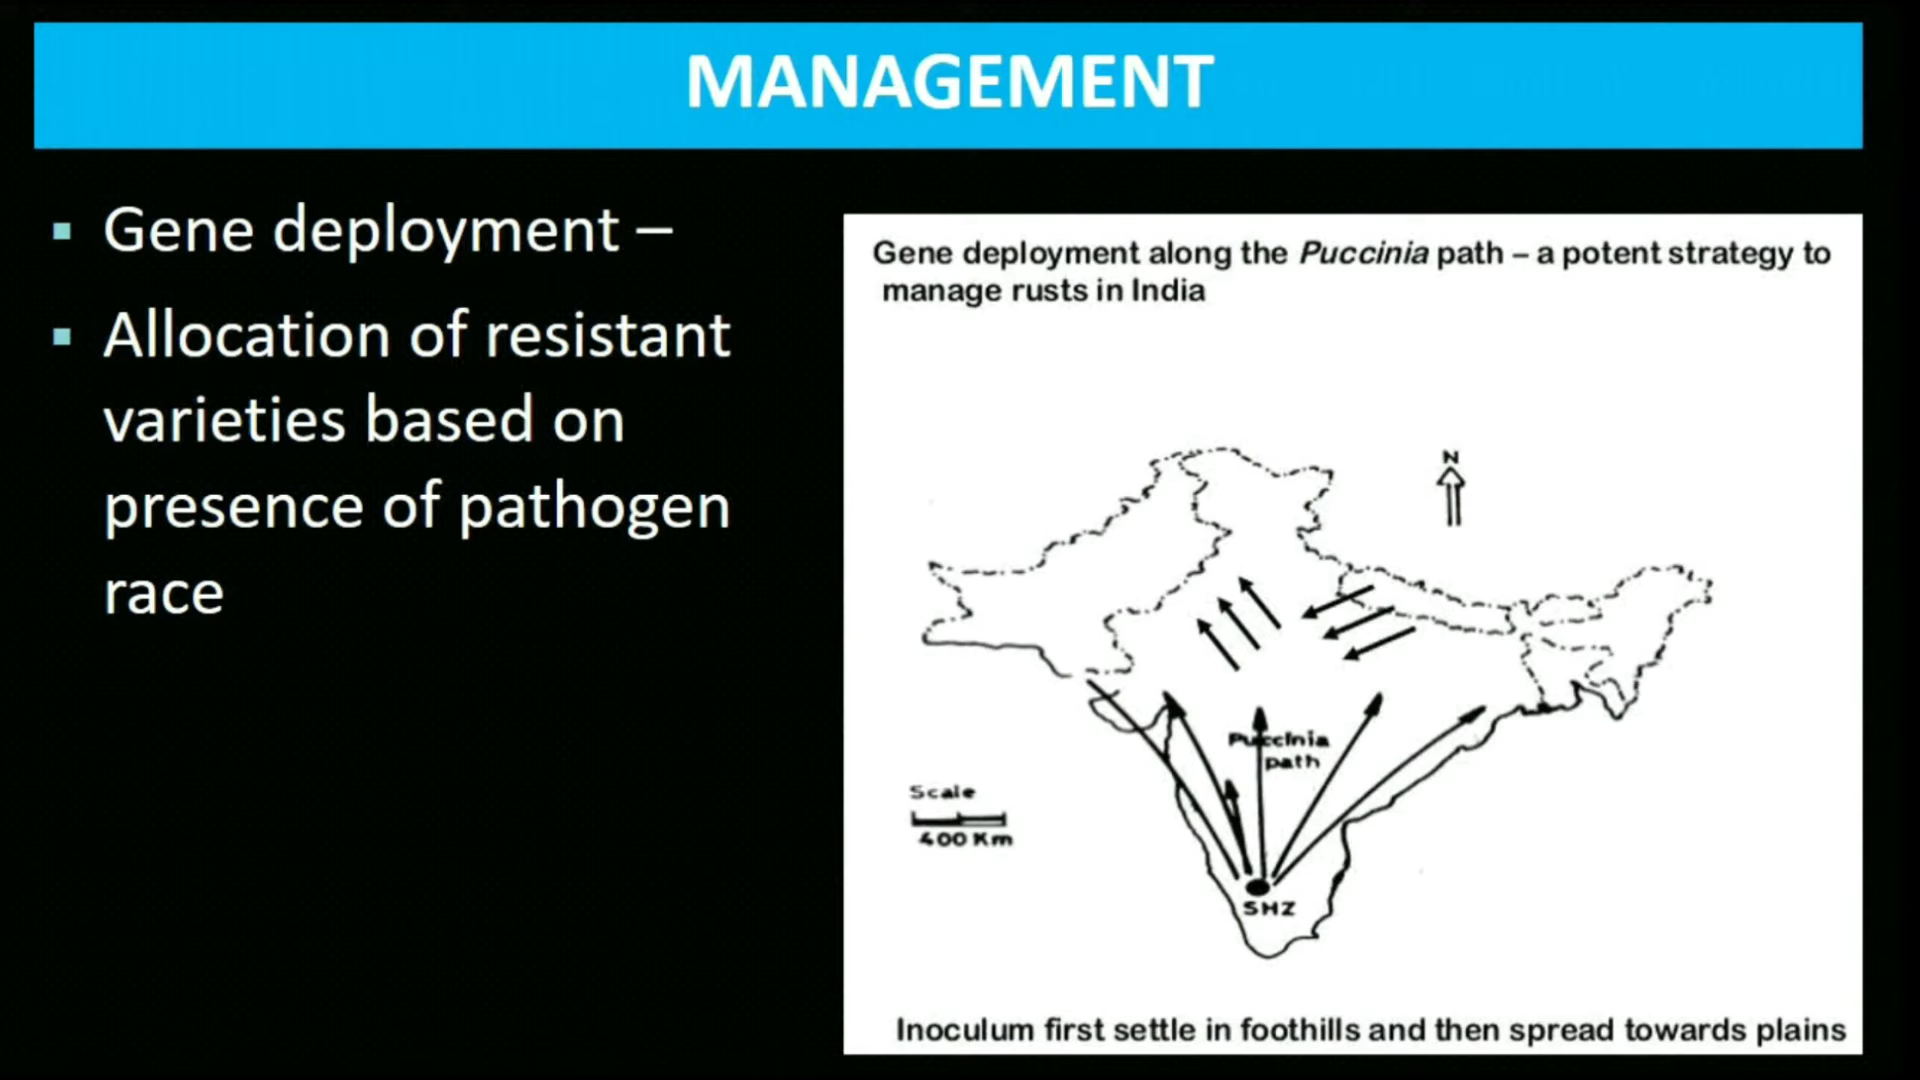 MANAGEMENT
Gene deployment –
Allocation of resistant
varieties based on
presence of pathogen
race
Gene deployment along the Puccinia path – a potent strategy to
manage rusts in India
N
Puccinia
path
Scale
400 Km
SHZ
Inoculum first settle in foothills and then spread towards plains